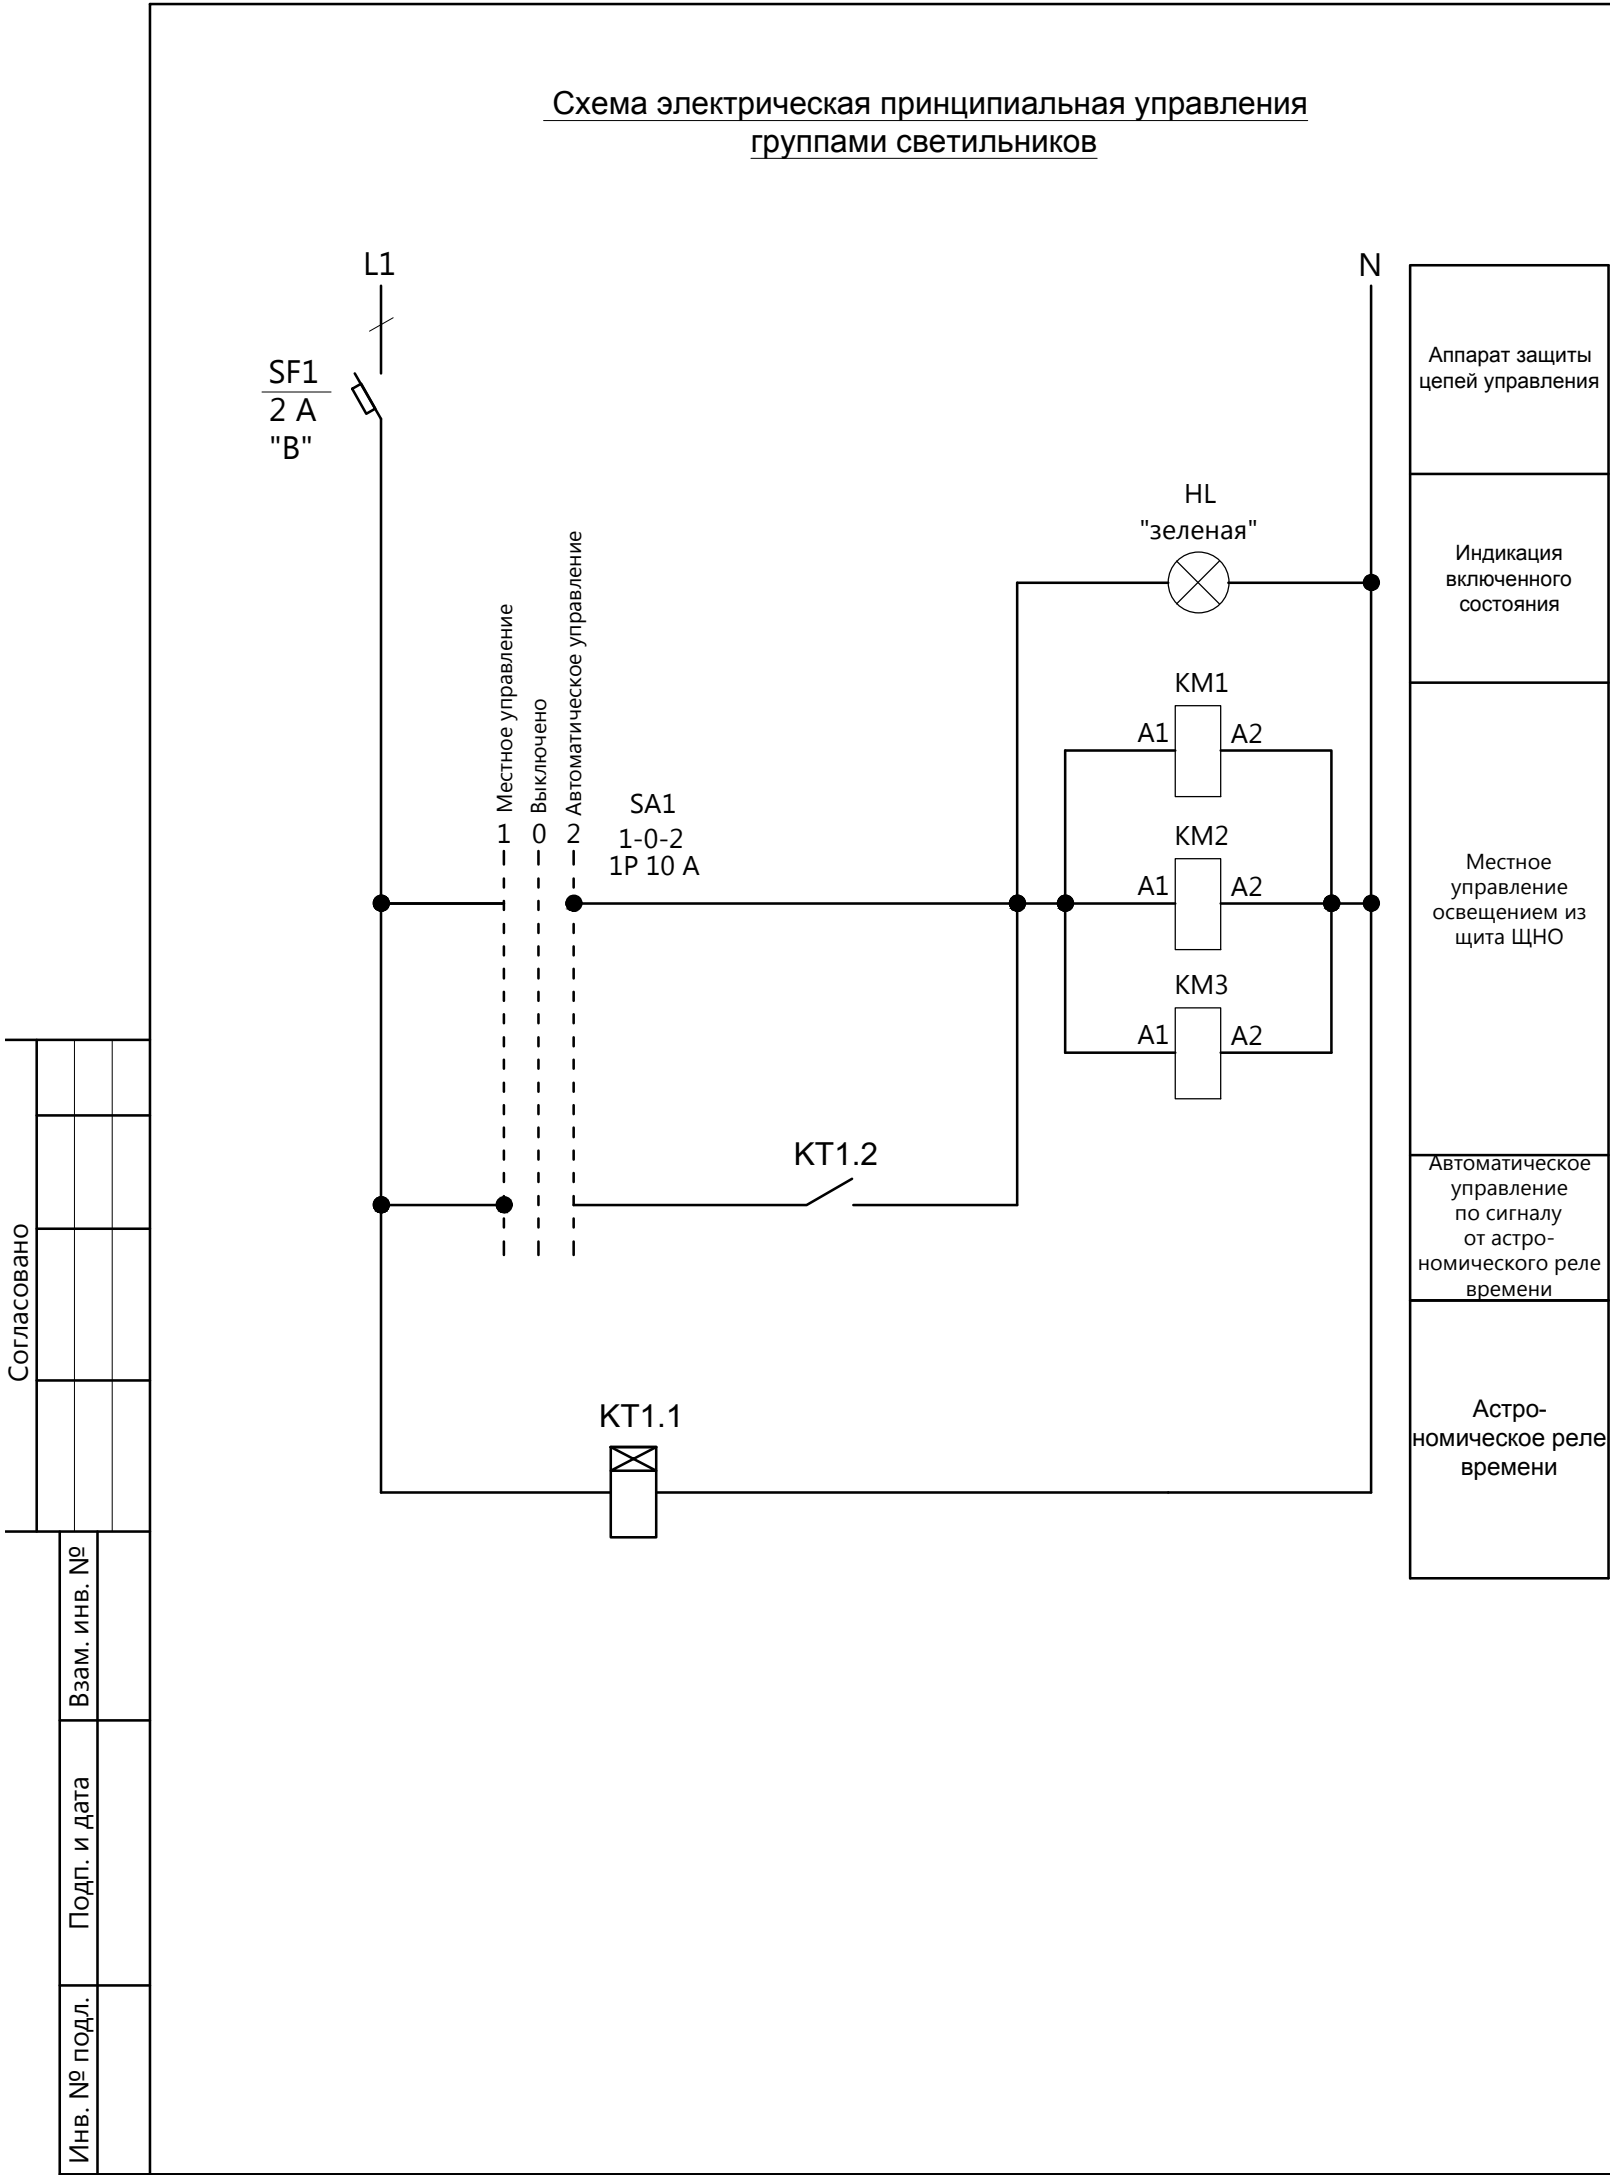 Схема электрическая принципиальная управления
группами светильников
L1
N
SF1
2 А
"В"
HL
"зеленая"
Местное управление
Выключено
Автоматическое управление
1 0 2
SA1
1-0-2
1P 10 А
KM1
A1 A2
KM2
A1 A2
KM3
A1 A2
KT1.2
KT1.1
Аппарат защиты
цепей управления
Индикация
включенного
состояния
Местное
управление
освещением из
щита ЩНО
Автоматическое
управление
по сигналу
от астро-
номического реле
времени
Астро-
номическое реле
времени
Согласовано
Взам. инв. №
Подп. и дата
Инв. № подл.